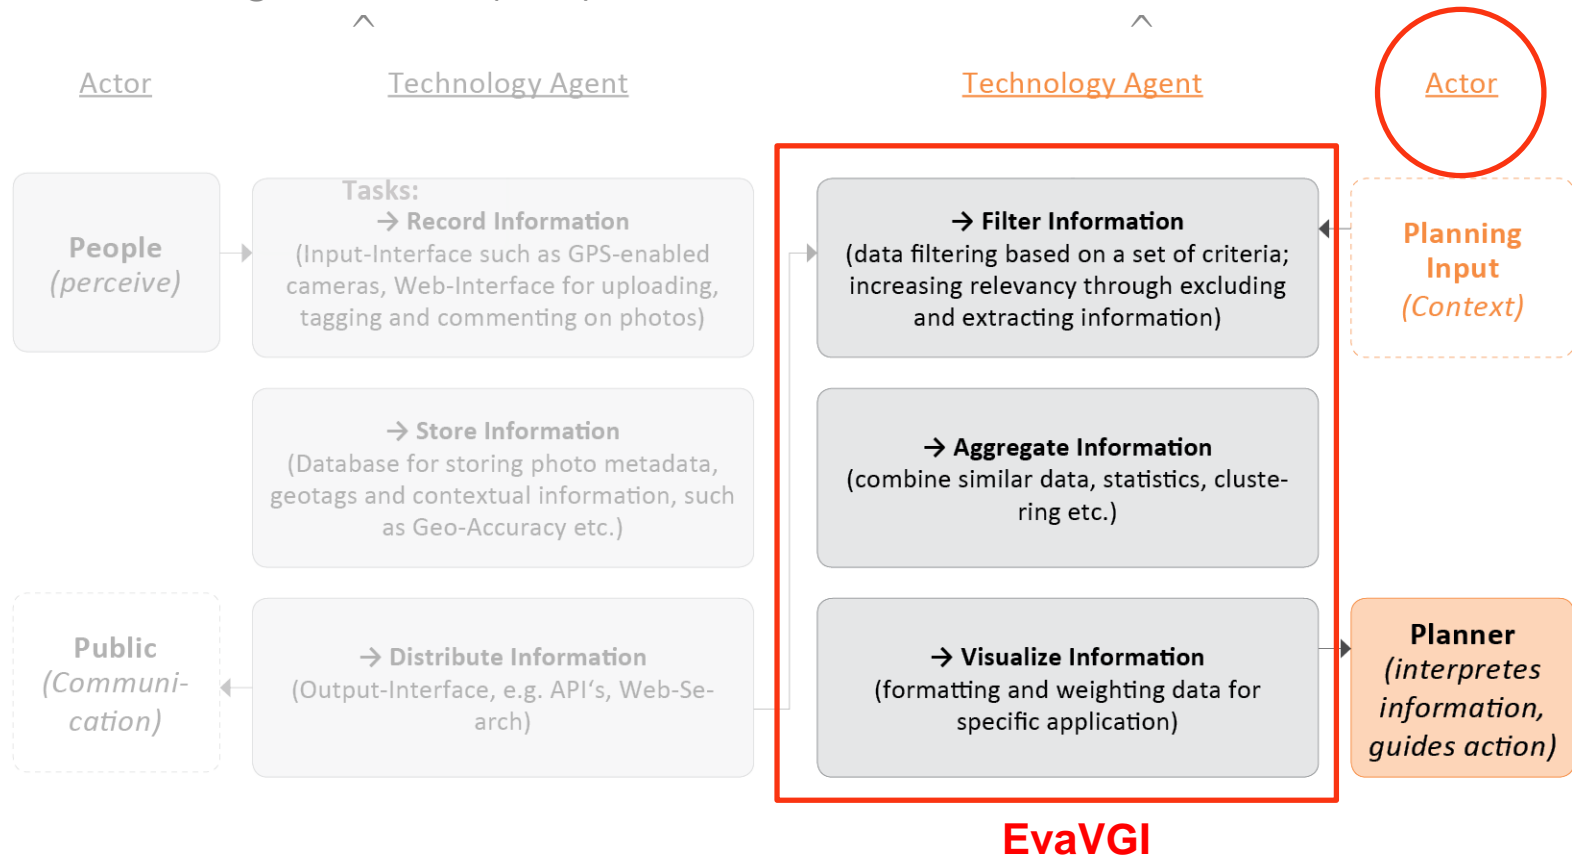 Actor
Technology Agent
Technology Agent
Actor
People
(perceive)
Tasks:
→ Record Information
(Input-Interface such as GPS-enabled
cameras, Web-Interface for uploading,
tagging and commenting on photos)
→ Filter Information
(data filtering based on a set of criteria;
increasing relevancy through excluding
and extracting information)
Planning
Input
(Context)
→ Store Information
(Database for storing photo metadata,
geotags and contextual information, such
as Geo-Accuracy etc.)
→ Aggregate Information
(combine similar data, statistics, cluste-
ring etc.)
Public
(Communi-
cation)
→ Distribute Information
(Output-Interface, e.g. API‘s, Web-Se-
arch)
→ Visualize Information
(formatting and weighting data for
specific application)
Planner
(interpretes
information,
guides action)
EvaVGI